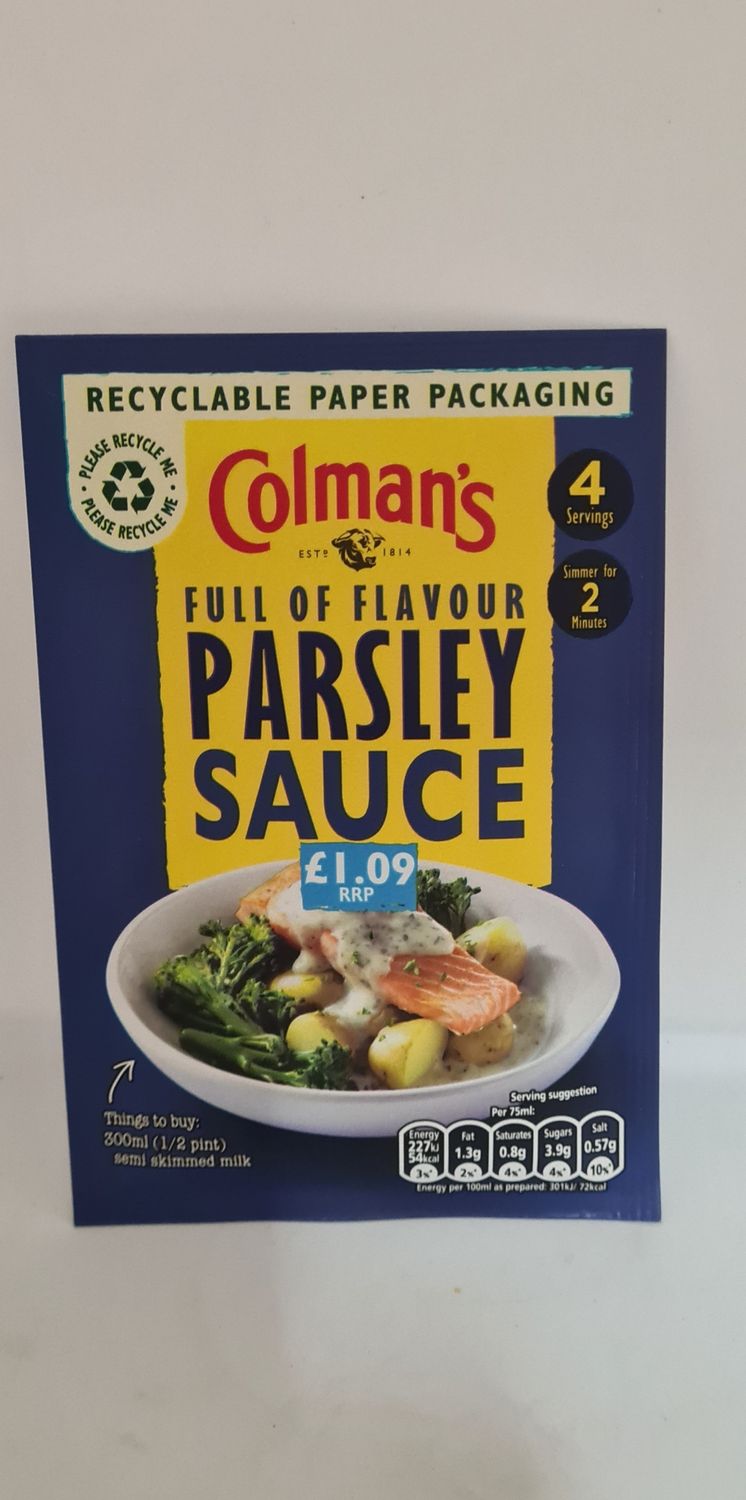 RECYCLABLE PAPER PACKAGING
PLEASE RECYCLE ME • PLEASE RECYCLE ME •
Colman's
ESTD 1814
4
Servings
Simmer for
2
Minutes
FULL OF FLAVOUR
PARSLEY
SAUCE
£1.09
RRP
Things to buy:
300ml (1/2 pint)
semi skimmed milk
Serving suggestion
Per 75ml:
Energy
227kJ
54kcal
3%*
Fat
1.3g
2%*
Saturates
0.8g
4%*
Sugars
3.9g
4%*
Salt
0.57g
10%*
Energy per 100ml as prepared: 301kJ/ 72kcal